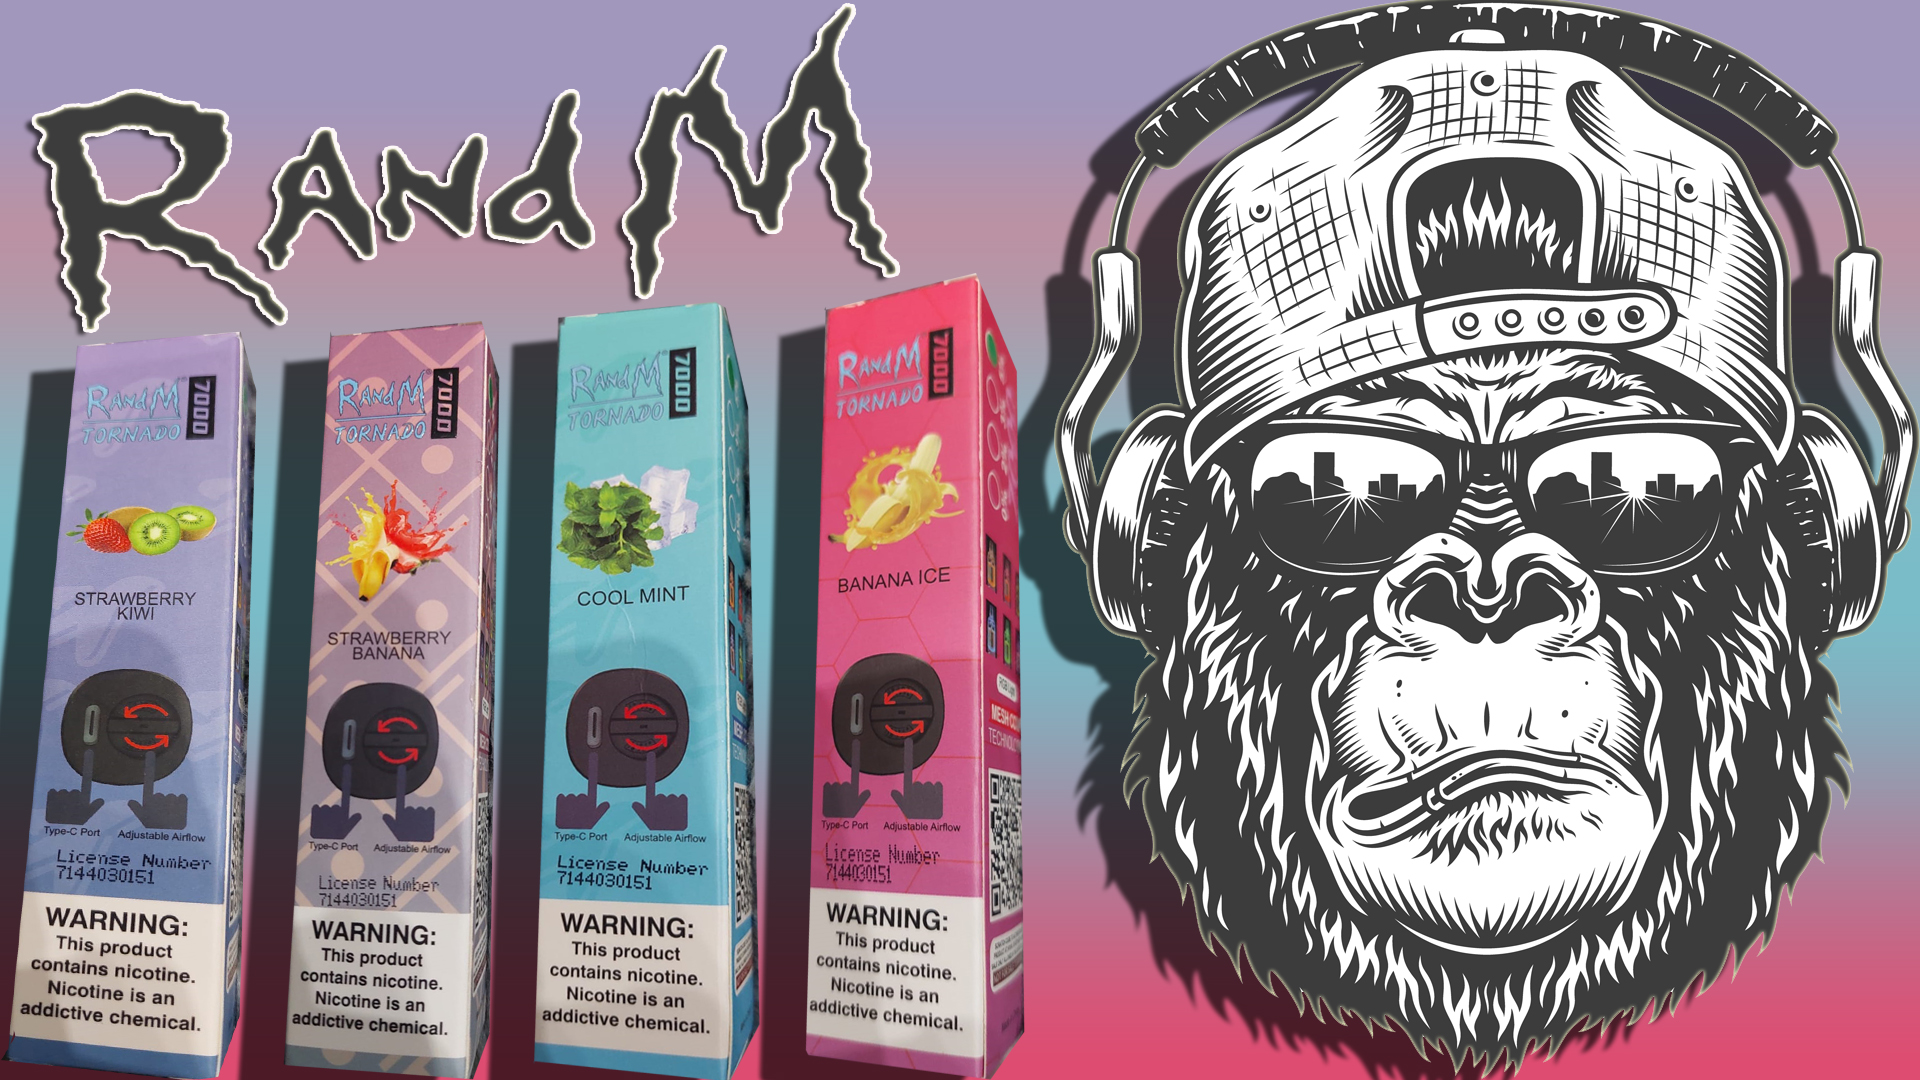 RandM
RandM
TORNADO
7000
STRAWBERRY
KIWI
Type-C Port
Adjustable Airflow
License Number
7144030151
WARNING:
This product
contains nicotine.
Nicotine is an
addictive chemical.
RandM
TORNADO
7000
STRAWBERRY
BANANA
Type-C Port
Adjustable Airflow
License Number
7144030151
WARNING:
This product
contains nicotine.
Nicotine is an
addictive chemical.
RandM
TORNADO
7000
COOL MINT
Type-C Port
Adjustable Airflow
License Number
7144030151
WARNING:
This product
contains nicotine.
Nicotine is an
addictive chemical.
RandM
TORNADO
7000
BANANA ICE
Type-C Port
Adjustable Airflow
License Number
7144030151
WARNING:
This product
contains nicotine.
Nicotine is an
addictive chemical.
MESH